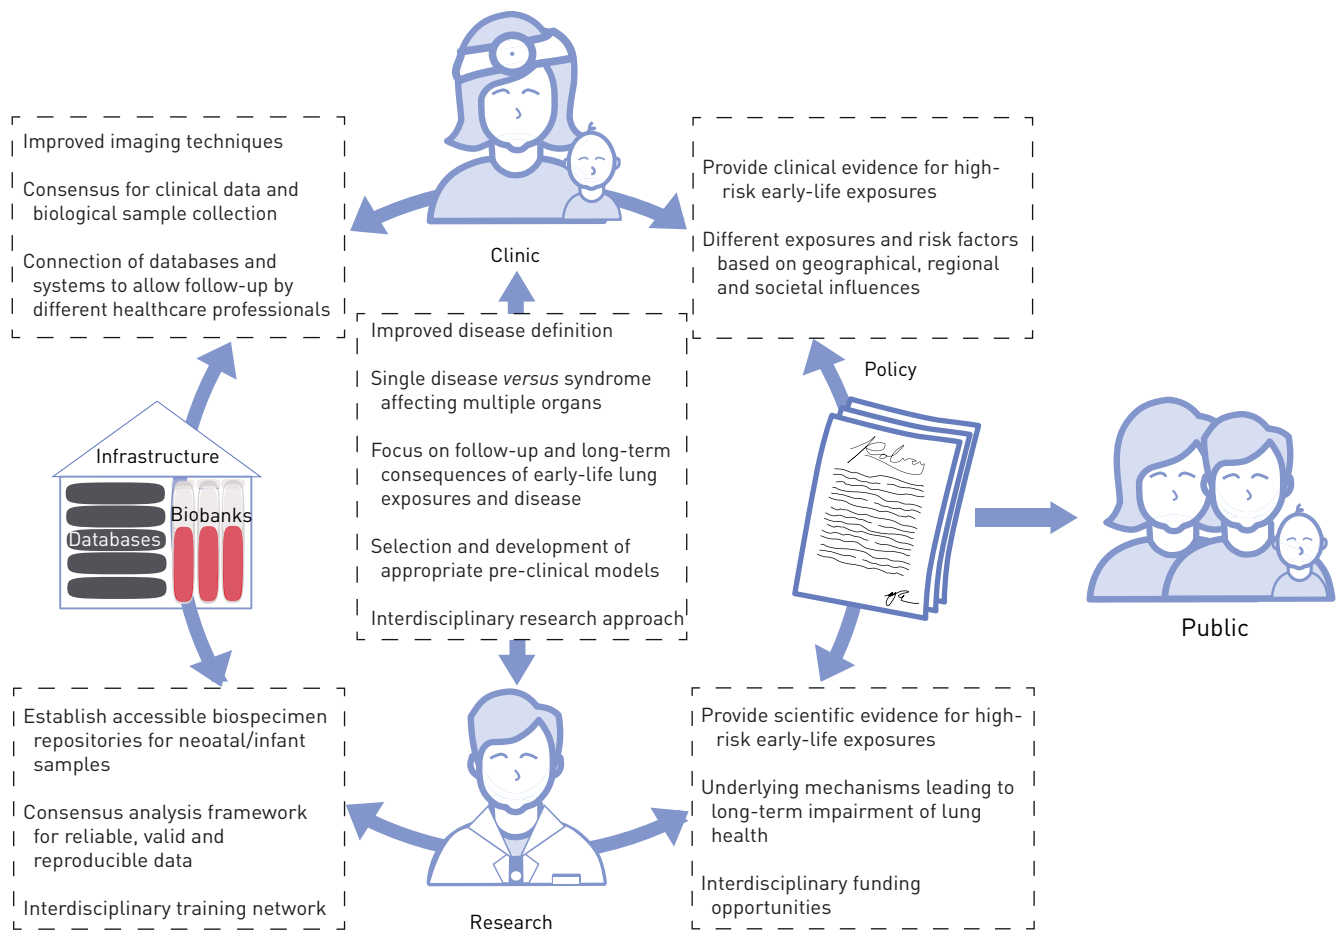 Improved imaging techniques
Consensus for clinical data and
biological sample collection
Connection of databases and
systems to allow follow-up by
different healthcare professionals
Clinic
Provide clinical evidence for high-
risk early-life exposures
Different exposures and risk factors
based on geographical, regional
and societal influences
Improved disease definition
Single disease versus syndrome
affecting multiple organs
Focus on follow-up and long-term
consequences of early-life lung
exposures and disease
Selection and development of
appropriate pre-clinical models
Interdisciplinary research approach
Policy
Infrastructure
Biobanks
Databases
Public
Establish accessible biospecimen
repositories for neoatal/infant
samples
Consensus analysis framework
for reliable, valid and
reproducible data
Interdisciplinary training network
Research
Provide scientific evidence for high-
risk early-life exposures
Underlying mechanisms leading to
long-term impairment of lung
health
Interdisciplinary funding
opportunities